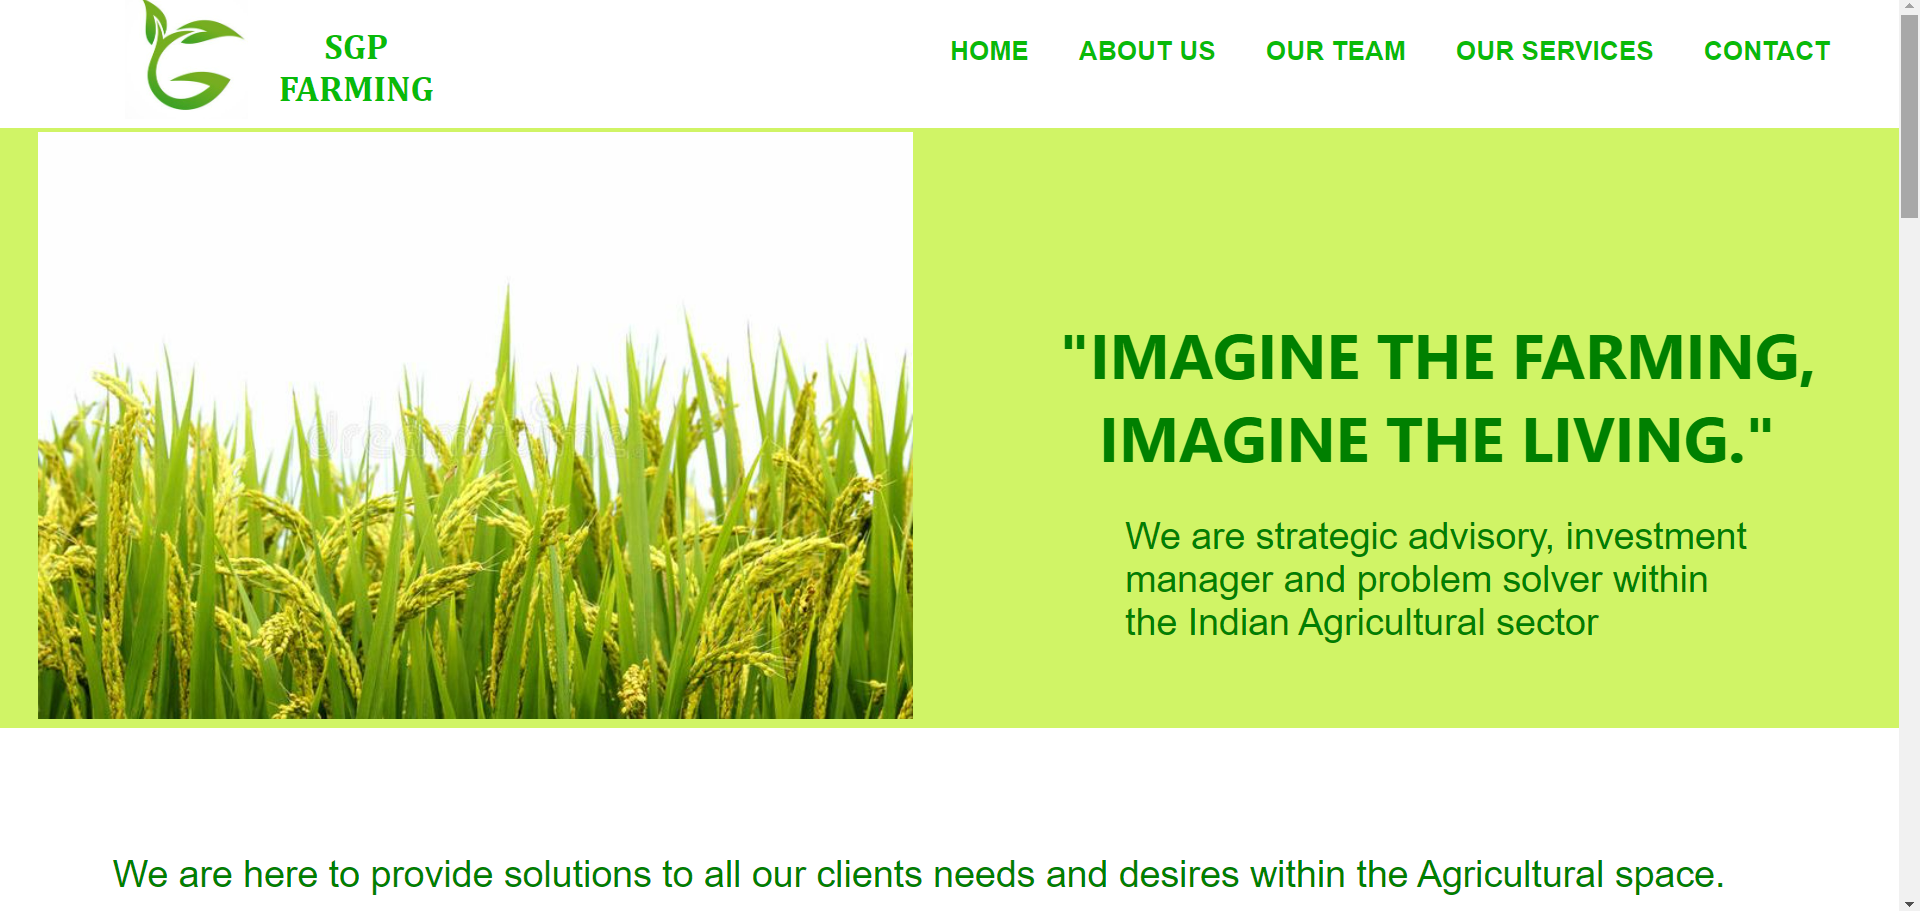 SGP
FARMING
HOME
ABOUT US
OUR TEAM
OUR SERVICES
CONTACT
dreamstime.
"IMAGINE THE FARMING,
IMAGINE THE LIVING."
We are strategic advisory, investment
manager and problem solver within
the Indian Agricultural sector
We are here to provide solutions to all our clients needs and desires within the Agricultural space.